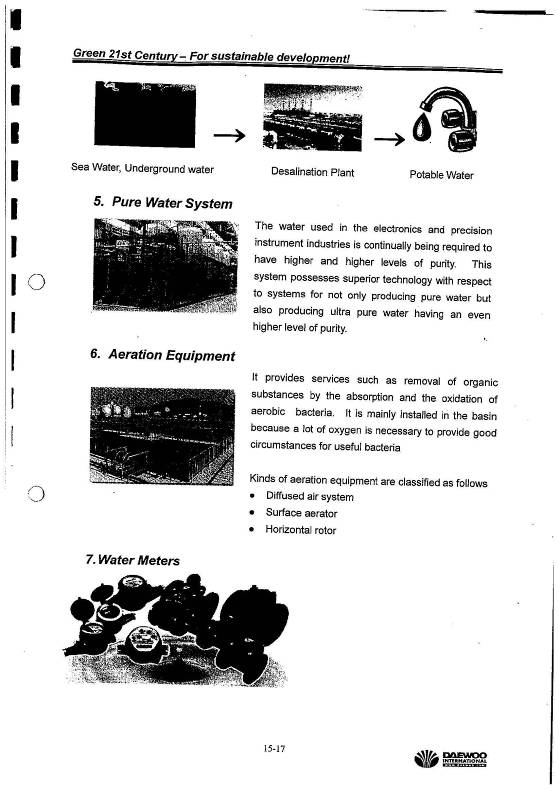 Green 21st Century – For sustainable development!
Sea Water, Underground water
Desalination Plant
Potable Water
5. Pure Water System
The water used in the electronics and precision
instrument industries is continually being required to
have higher and higher levels of purity. This
system possesses superior technology with respect
to systems for not only producing pure water but
also producing ultra pure water having an even
higher level of purity.
6. Aeration Equipment
It provides services such as removal of organic
substances by the absorption and the oxidation of
aerobic bacteria. It is mainly installed in the basin
because a lot of oxygen is necessary to provide good
circumstances for useful bacteria
Kinds of aeration equipment are classified as follows
• Diffused air system
• Surface aerator
• Horizontal rotor
7. Water Meters
15-17
DAEWOO
INTERNATIONAL